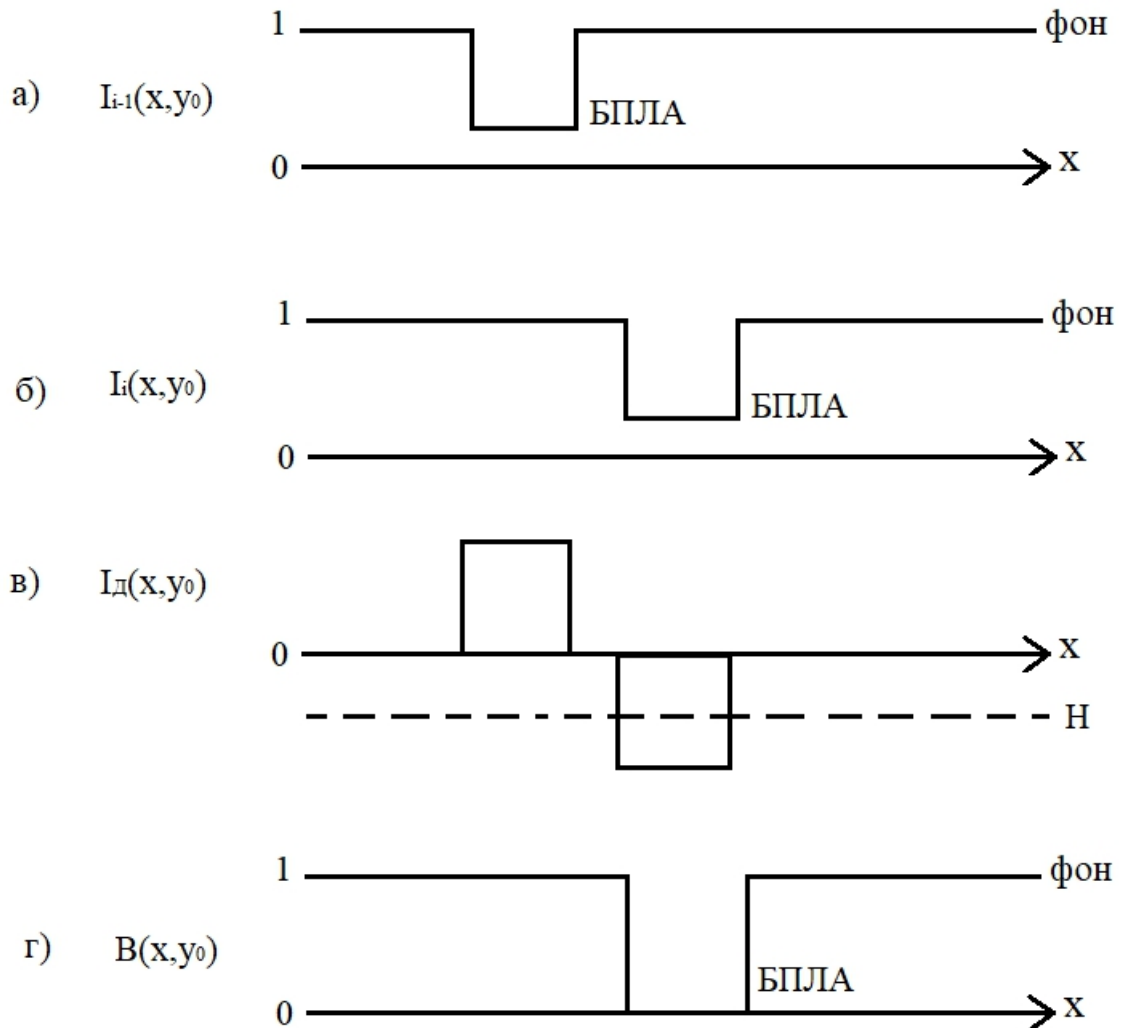 1 фон
а) Ii-1(x,y0)
БПЛА
0 x
1 фон
б) Ii(x,y0)
БПЛА
0 x
в) IД(x,y0)
0 x
H
1 фон
г) B(x,y0)
БПЛА
0 x